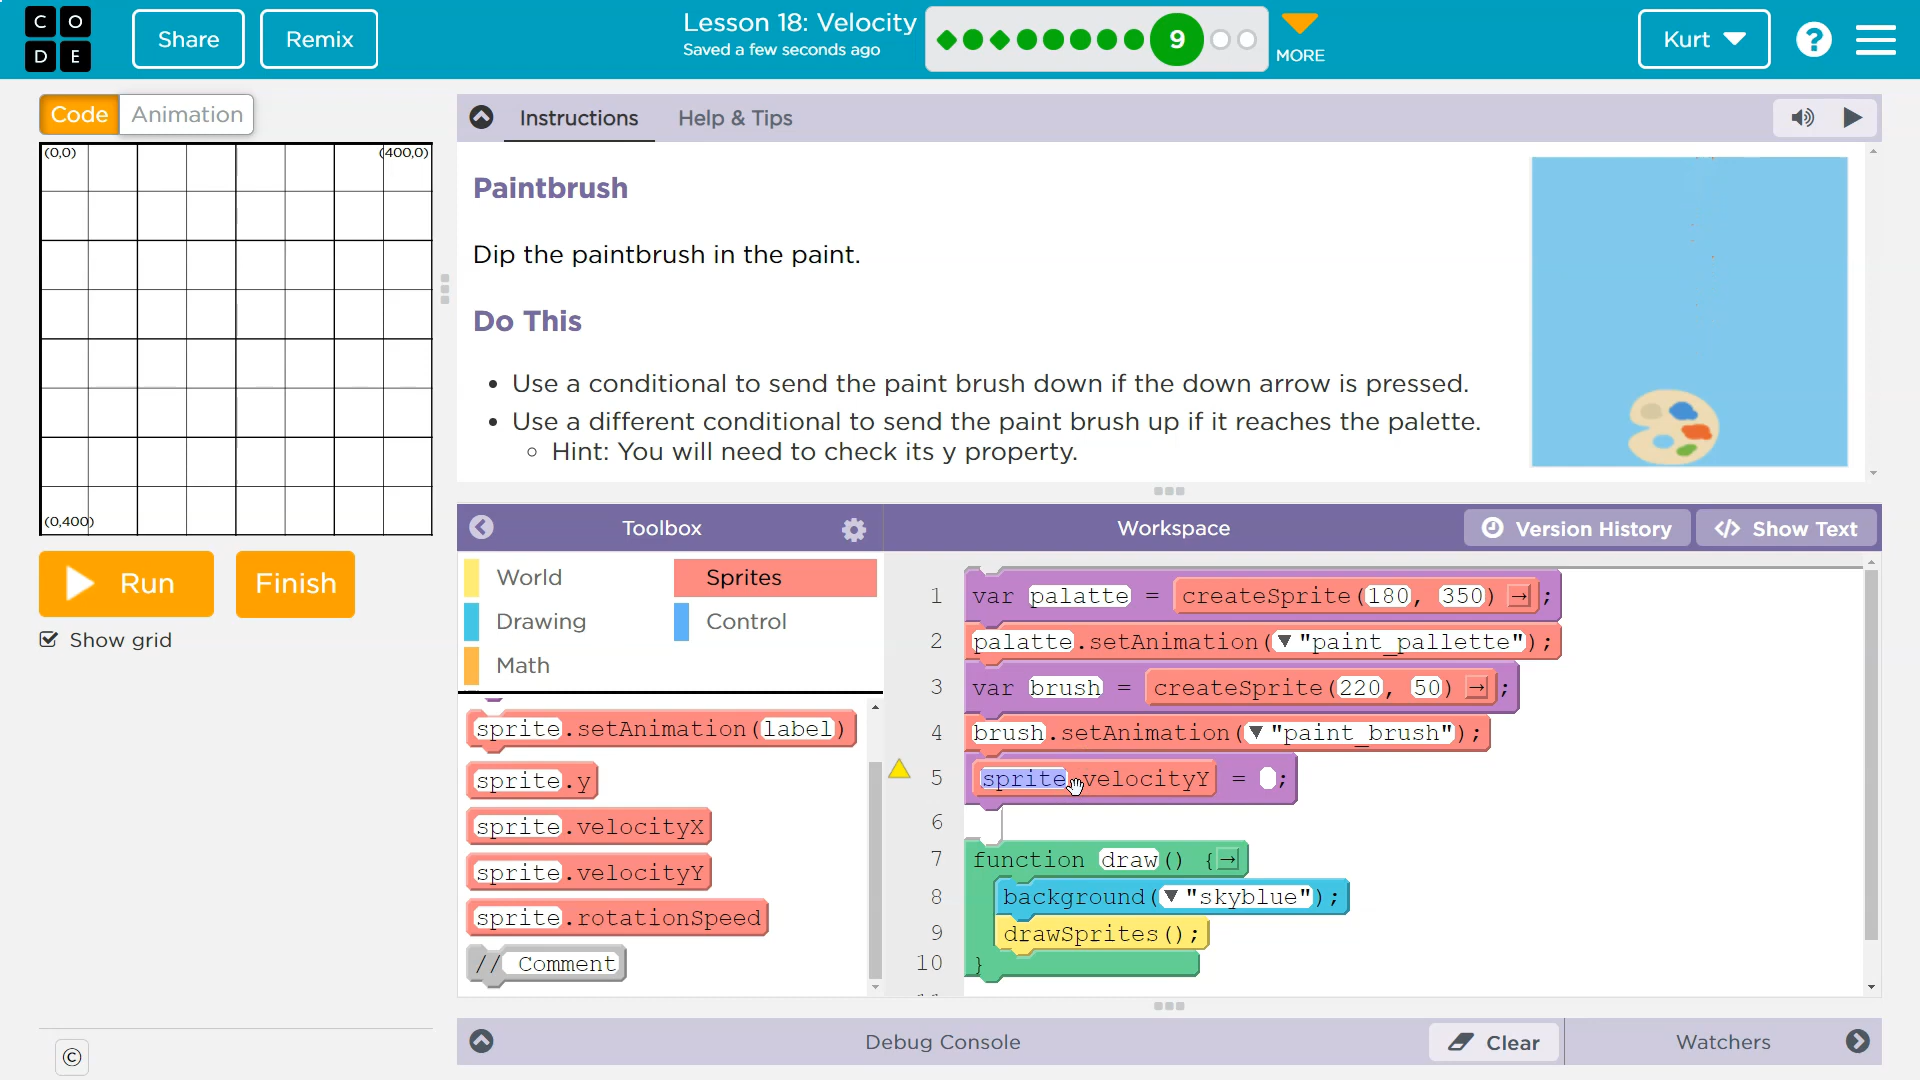 C O
D E
Share
Remix
Lesson 18: Velocity
Saved a few seconds ago
9
MORE
Kurt
?
Code
Animation
(0,0)
(400,0)
(0,400)
Run
Finish
Show grid
©
Instructions
Help & Tips
Paintbrush
Dip the paintbrush in the paint.
Do This
• Use a conditional to send the paint brush down if the down arrow is pressed.
• Use a different conditional to send the paint brush up if it reaches the palette.
○ Hint: You will need to check its y property.
Toolbox
Workspace
Version History
</> Show Text
World
Sprites
Drawing
Control
Math
sprite.setAnimation(label)
sprite.y
sprite.velocityX
sprite.velocityY
sprite.rotationSpeed
// Comment
1 var palatte = createSprite(180, 350) → ;
2 palatte.setAnimation(▼ "paint_pallette");
3 var brush = createSprite(220, 50) → ;
4 brush.setAnimation(▼ "paint_brush");
5 sprite.velocityY = ;
6
7 function draw() { →
8 background(▼ "skyblue");
9 drawSprites();
10 }
Debug Console
Clear
Watchers